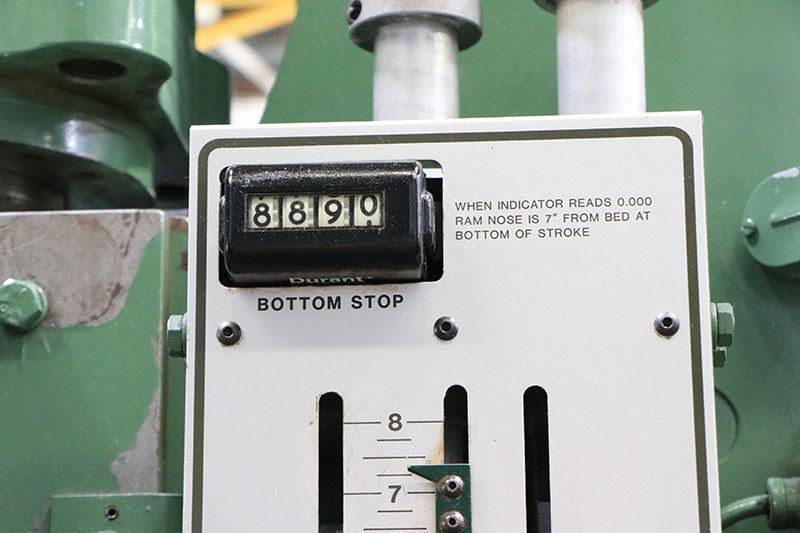 8890
WHEN INDICATOR READS 0.000
RAM NOSE IS 7" FROM BED AT
BOTTOM OF STROKE
Durant
BOTTOM STOP
8
7